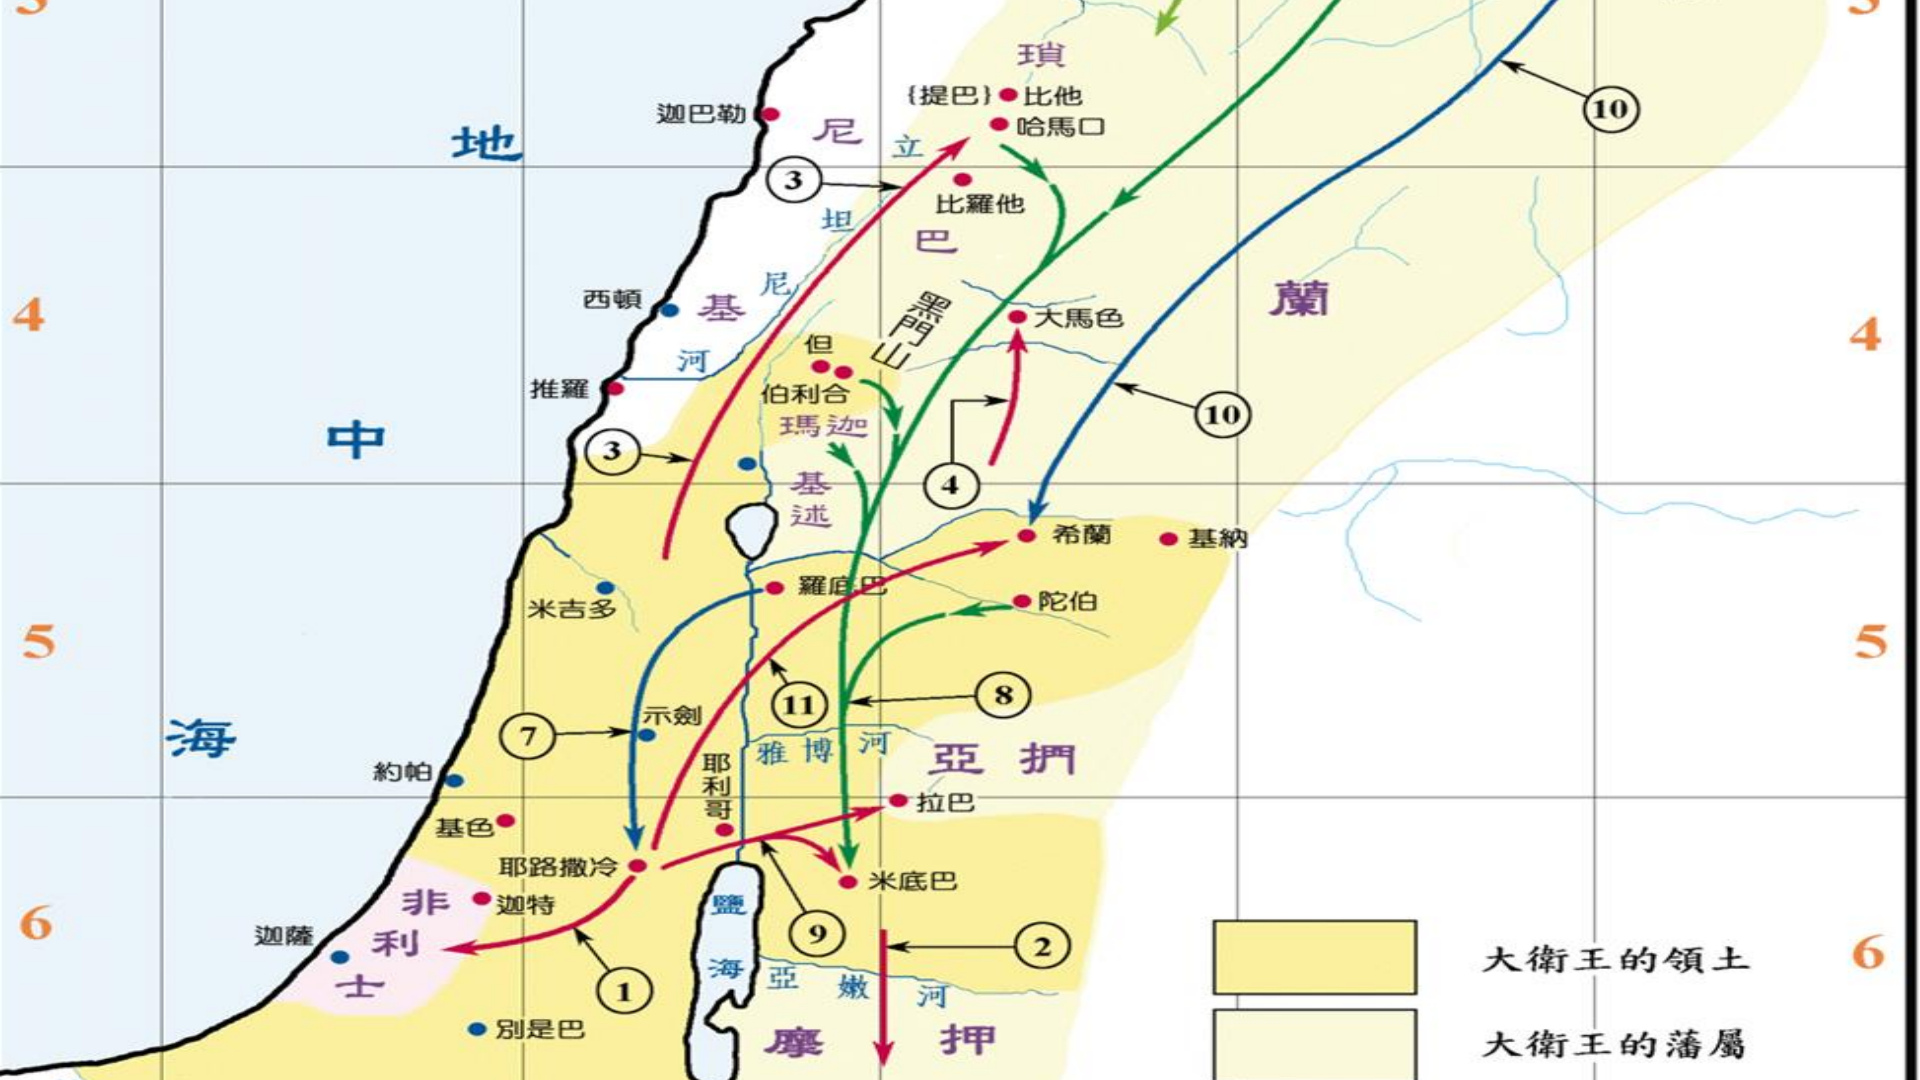 3
3
瑣
{提巴}
比他
10
迦巴勒
哈馬口
尼
地
立
3
比羅他
坦
巴
4
4
西頓
尼
基
蘭
黑門山
大馬色
河
但
推羅
伯利合
10
瑪迦
中
3
4
基述
希蘭
基納
羅底巴
陀伯
米吉多
5
5
8
11
示劍
7
海
雅博河
亞捫
約帕
耶利哥
拉巴
基色
耶路撒冷
米底巴
非利士
迦特
鹽海
迦薩
9
2
6
6
大衛王的領土
亞嫩河
1
別是巴
摩押
大衛王的藩屬